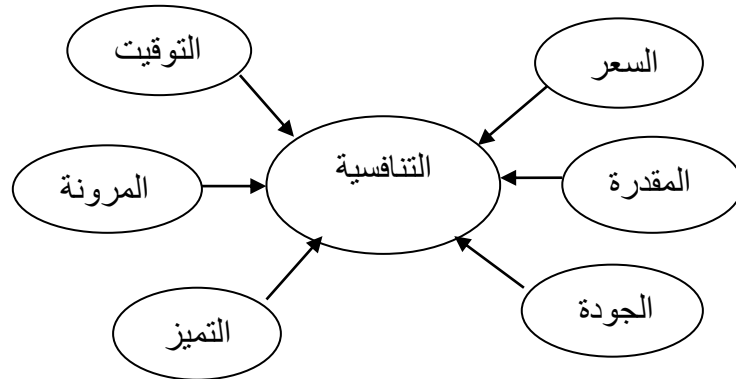 السعر
التوقيت
التنافسية
المقدرة
المرونة
الجودة
التميز